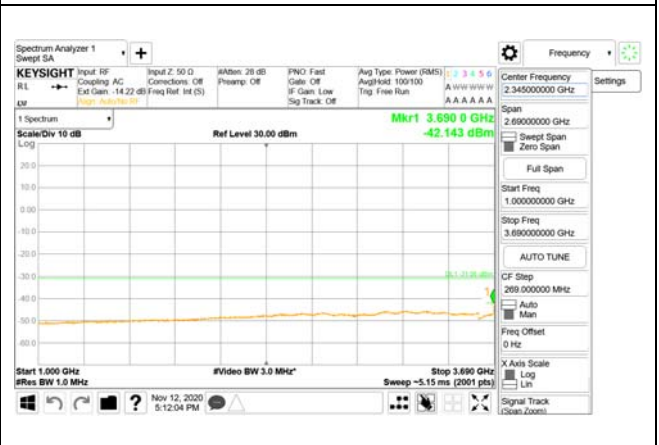 Spectrum Analyzer 1
Swept SA
Frequency
KEYSIGHT
RL
Input: RF
Coupling: AC
Ext Gain: -14.22 dB
Align: Auto/No RF
Input Z: 50 Ω
Corrections: Off
Freq Ref: Int (S)
#Atten: 28 dB
Preamp: Off
PNO: Fast
Gate: Off
IF Gain: Low
Sig Track: Off
Avg Type: Power (RMS)
Avg|Hold: 100/100
Trig: Free Run
1 2 3 4 5 6
A W W W W W
A A A A A A
Settings
Center Frequency
2.345000000 GHz
Span
2.69000000 GHz
Swept Span
Zero Span
Full Span
Start Freq
1.000000000 GHz
Stop Freq
3.690000000 GHz
AUTO TUNE
CF Step
269.000000 MHz
Auto
Man
Freq Offset
0 Hz
X Axis Scale
Log
Lin
Signal Track
(Span Zoom)
1 Spectrum
Scale/Div 10 dB
Ref Level 30.00 dBm
Mkr1 3.690 0 GHz
-42.143 dBm
Log
20.0
10.0
0.00
-10.0
-20.0
-30.0
-40.0
-50.0
-60.0
1
Start 1.000 GHz
#Res BW 1.0 MHz
#Video BW 3.0 MHz*
Stop 3.690 GHz
Sweep ~5.15 ms (2001 pts)
?
Nov 12, 2020
5:12:04 PM